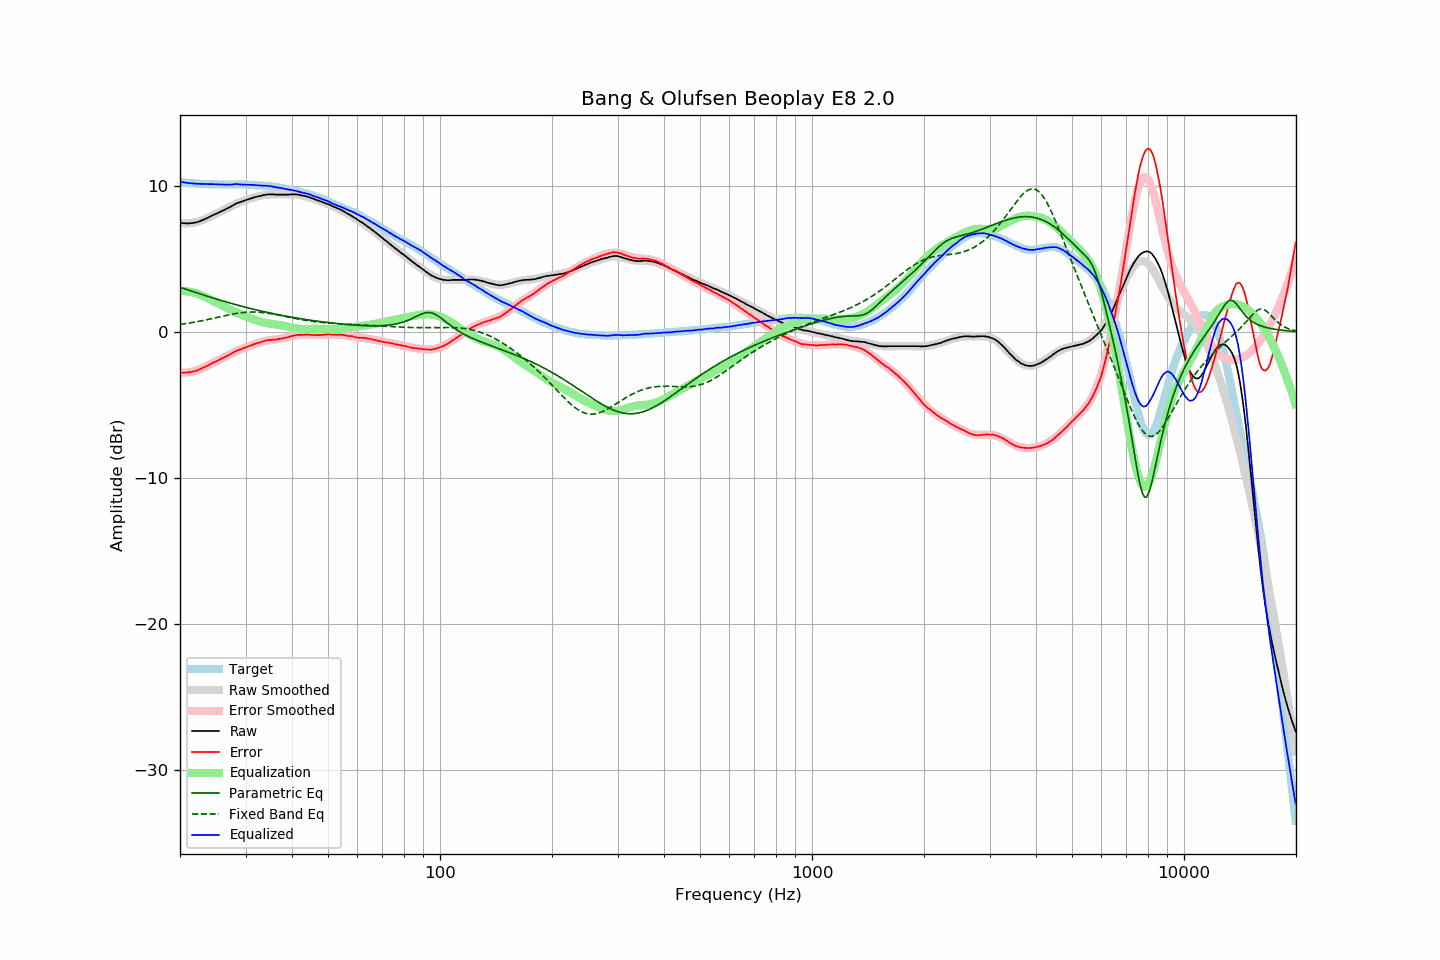 Bang & Olufsen Beoplay E8 2.0
10
0
−10
−20
−30
Amplitude (dBr)
Target
Raw Smoothed
Error Smoothed
Raw
Error
Equalization
Parametric Eq
Fixed Band Eq
Equalized
100
1000
10000
Frequency (Hz)